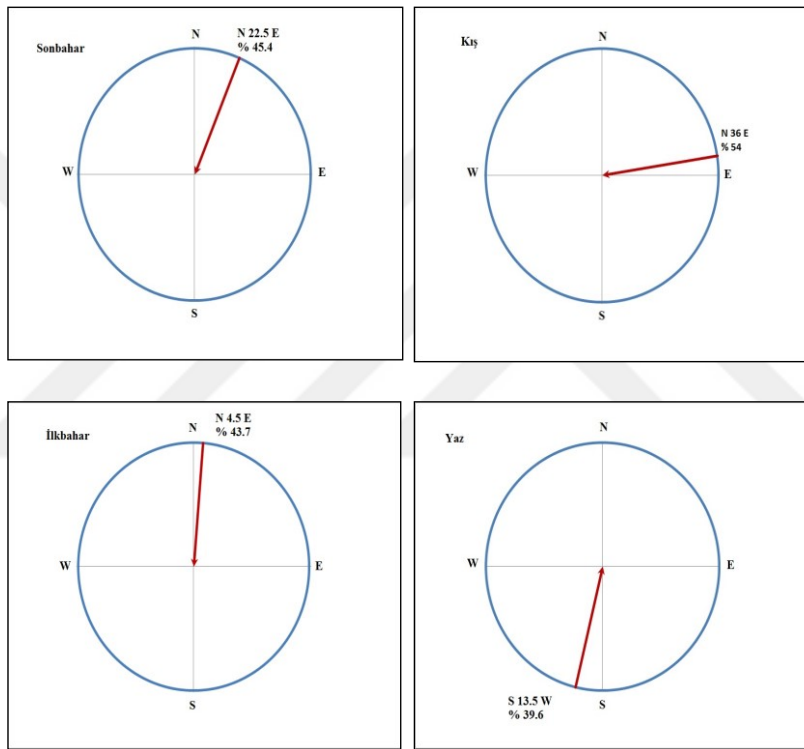 Sonbahar
N
N 22.5 E
% 45.4
W
E
S
Kış
N
N 36 E
% 54
W
E
S
İlkbahar
N
N 4.5 E
% 43.7
W
E
S
Yaz
N
W
E
S 13.5 W
% 39.6
S